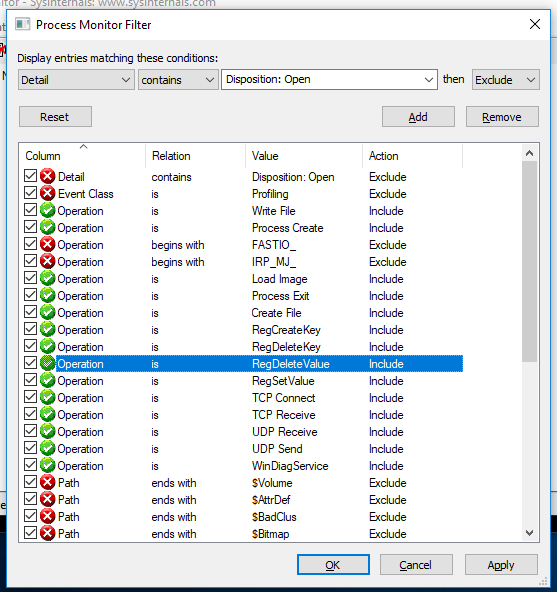 itor - Sysinternals: www.sysinternals.com
Process Monitor Filter
Display entries matching these conditions:
Detail contains Disposition: Open then Exclude
Reset Add Remove
Column Relation Value Action
Detail contains Disposition: Open Exclude
Event Class is Profiling Exclude
Operation is Write File Include
Operation is Process Create Include
Operation begins with FASTIO_ Exclude
Operation begins with IRP_MJ_ Exclude
Operation is Load Image Include
Operation is Process Exit Include
Operation is Create File Include
Operation is RegCreateKey Include
Operation is RegDeleteKey Include
Operation is RegDeleteValue Include
Operation is RegSetValue Include
Operation is TCP Connect Include
Operation is TCP Receive Include
Operation is UDP Receive Include
Operation is UDP Send Include
Operation is WinDiagService Include
Path ends with $Volume Exclude
Path ends with $AttrDef Exclude
Path ends with $BadClus Exclude
Path ends with $Bitmap Exclude
OK Cancel Apply